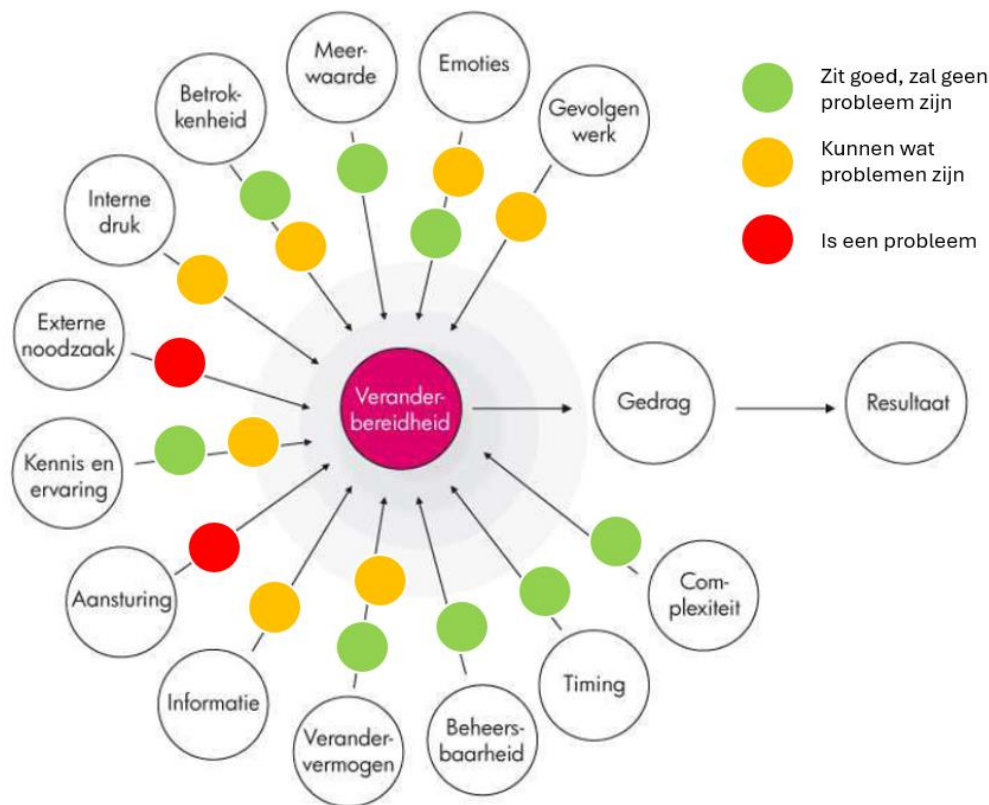 Meer-
waarde
Emoties
Betrok-
kenheid
Gevolgen
werk
Interne
druk
Externe
noodzaak
Kennis en
ervaring
Aansturing
Informatie
Verander-
vermogen
Beheers-
baarheid
Timing
Com-
plexiteit
Verander-
bereidheid
Gedrag
Resultaat
Zit goed, zal geen
probleem zijn
Kunnen wat
problemen zijn
Is een probleem